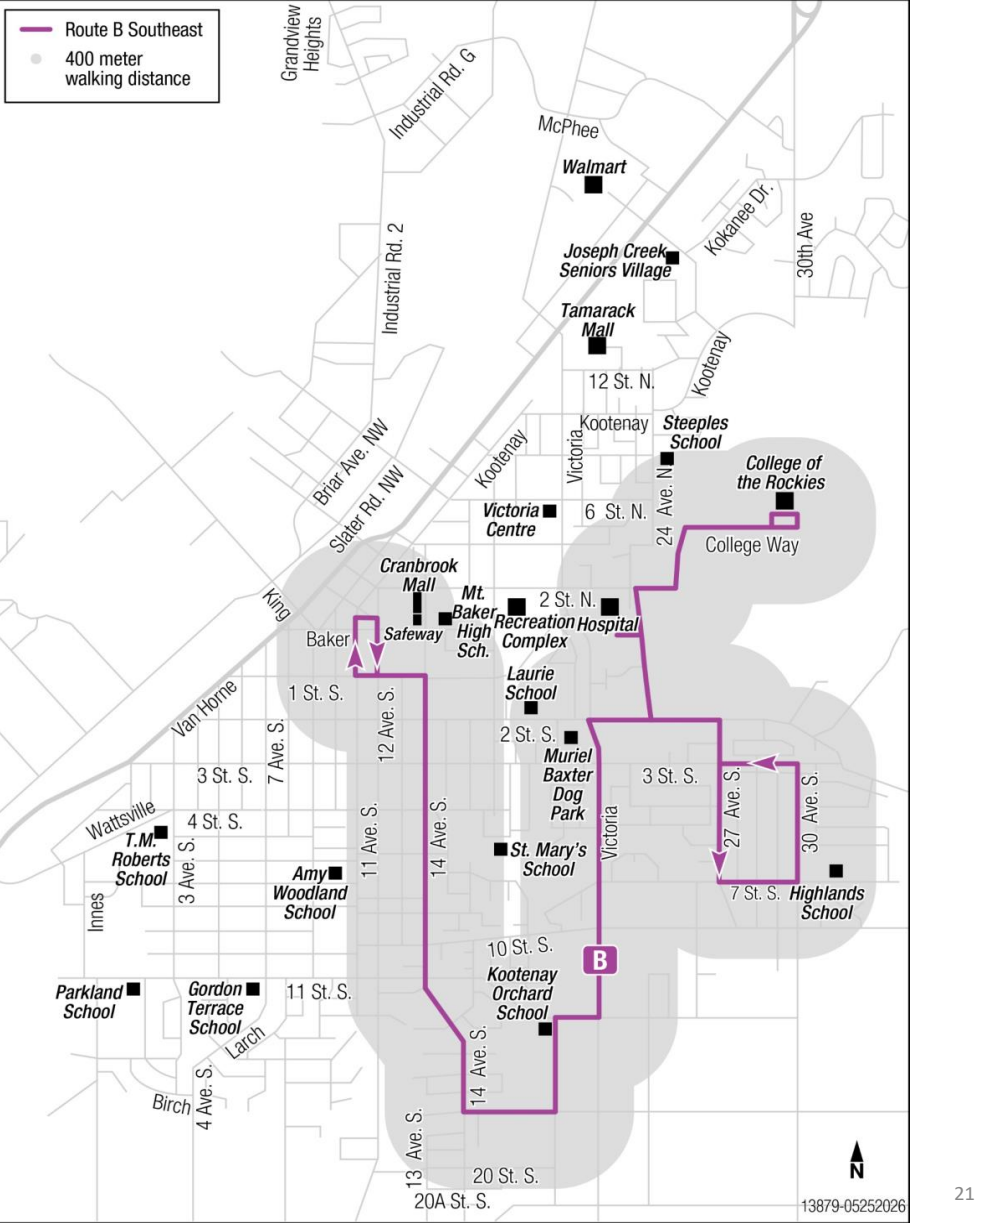 Route B Southeast
400 meter
walking distance
Grandview
Heights
Industrial Rd. G
McPhee
Walmart
Kokanee Dr.
30th Ave
Industrial Rd. 2
Joseph Creek
Seniors Village
Tamarack
Mall
Kootenay
12 St. N.
Kootenay
Victoria
Steeples
School
Kootenay
Briar Ave. NW
Slater Rd. NW
College of
the Rockies
24 Ave. N
Victoria
Centre
6 St. N.
College Way
Cranbrook
Mall
King
Mt.
Baker
High
Sch.
2 St. N.
Recreation
Complex
Hospital
Baker
Safeway
Laurie
School
1 St. S.
Van Horne
12 Ave. S.
7 Ave. S.
2 St. S.
Muriel
Baxter
Dog
Park
3 St. S.
3 St. S.
27 Ave. S.
30 Ave. S.
Wattsville
4 St. S.
T.M.
Roberts
School
3 Ave. S.
11 Ave. S.
14 Ave. S.
Victoria
St. Mary's
School
Amy
Woodland
School
7 St. S.
Highlands
School
Innes
10 St. S.
B
Kootenay
Orchard
School
Parkland
School
Gordon
Terrace
School
11 St. S.
Larch
14 Ave. S.
Birch
4 Ave. S.
13 Ave. S.
20 St. S.
20A St. S.
N
13879-05252026
21